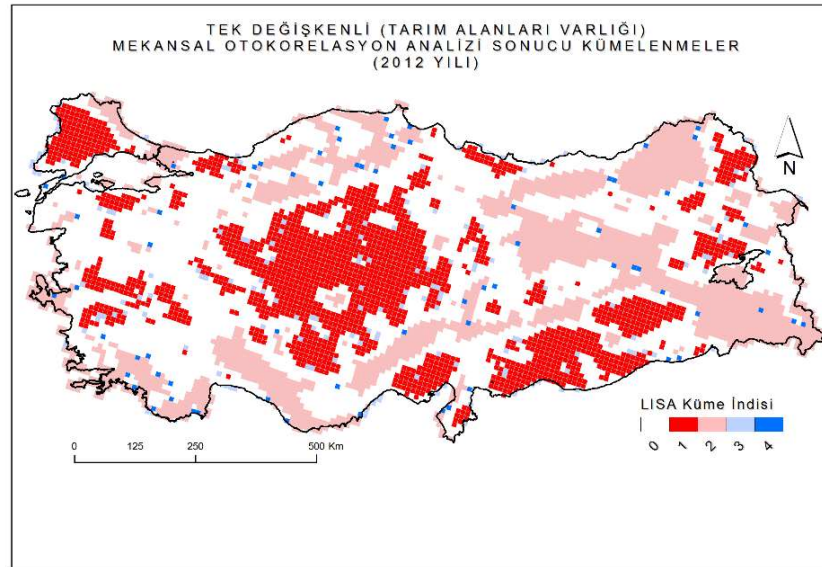 TEK DEĞİŞKENLİ (TARIM ALANLARI VARLIĞI)
MEKANSAL OTOKORELASYON ANALİZİ SONUCU KÜMELENMELER
(2012 YILI)
N
LISA Küme İndisi
0 1 2 3 4
0 125 250 500 Km